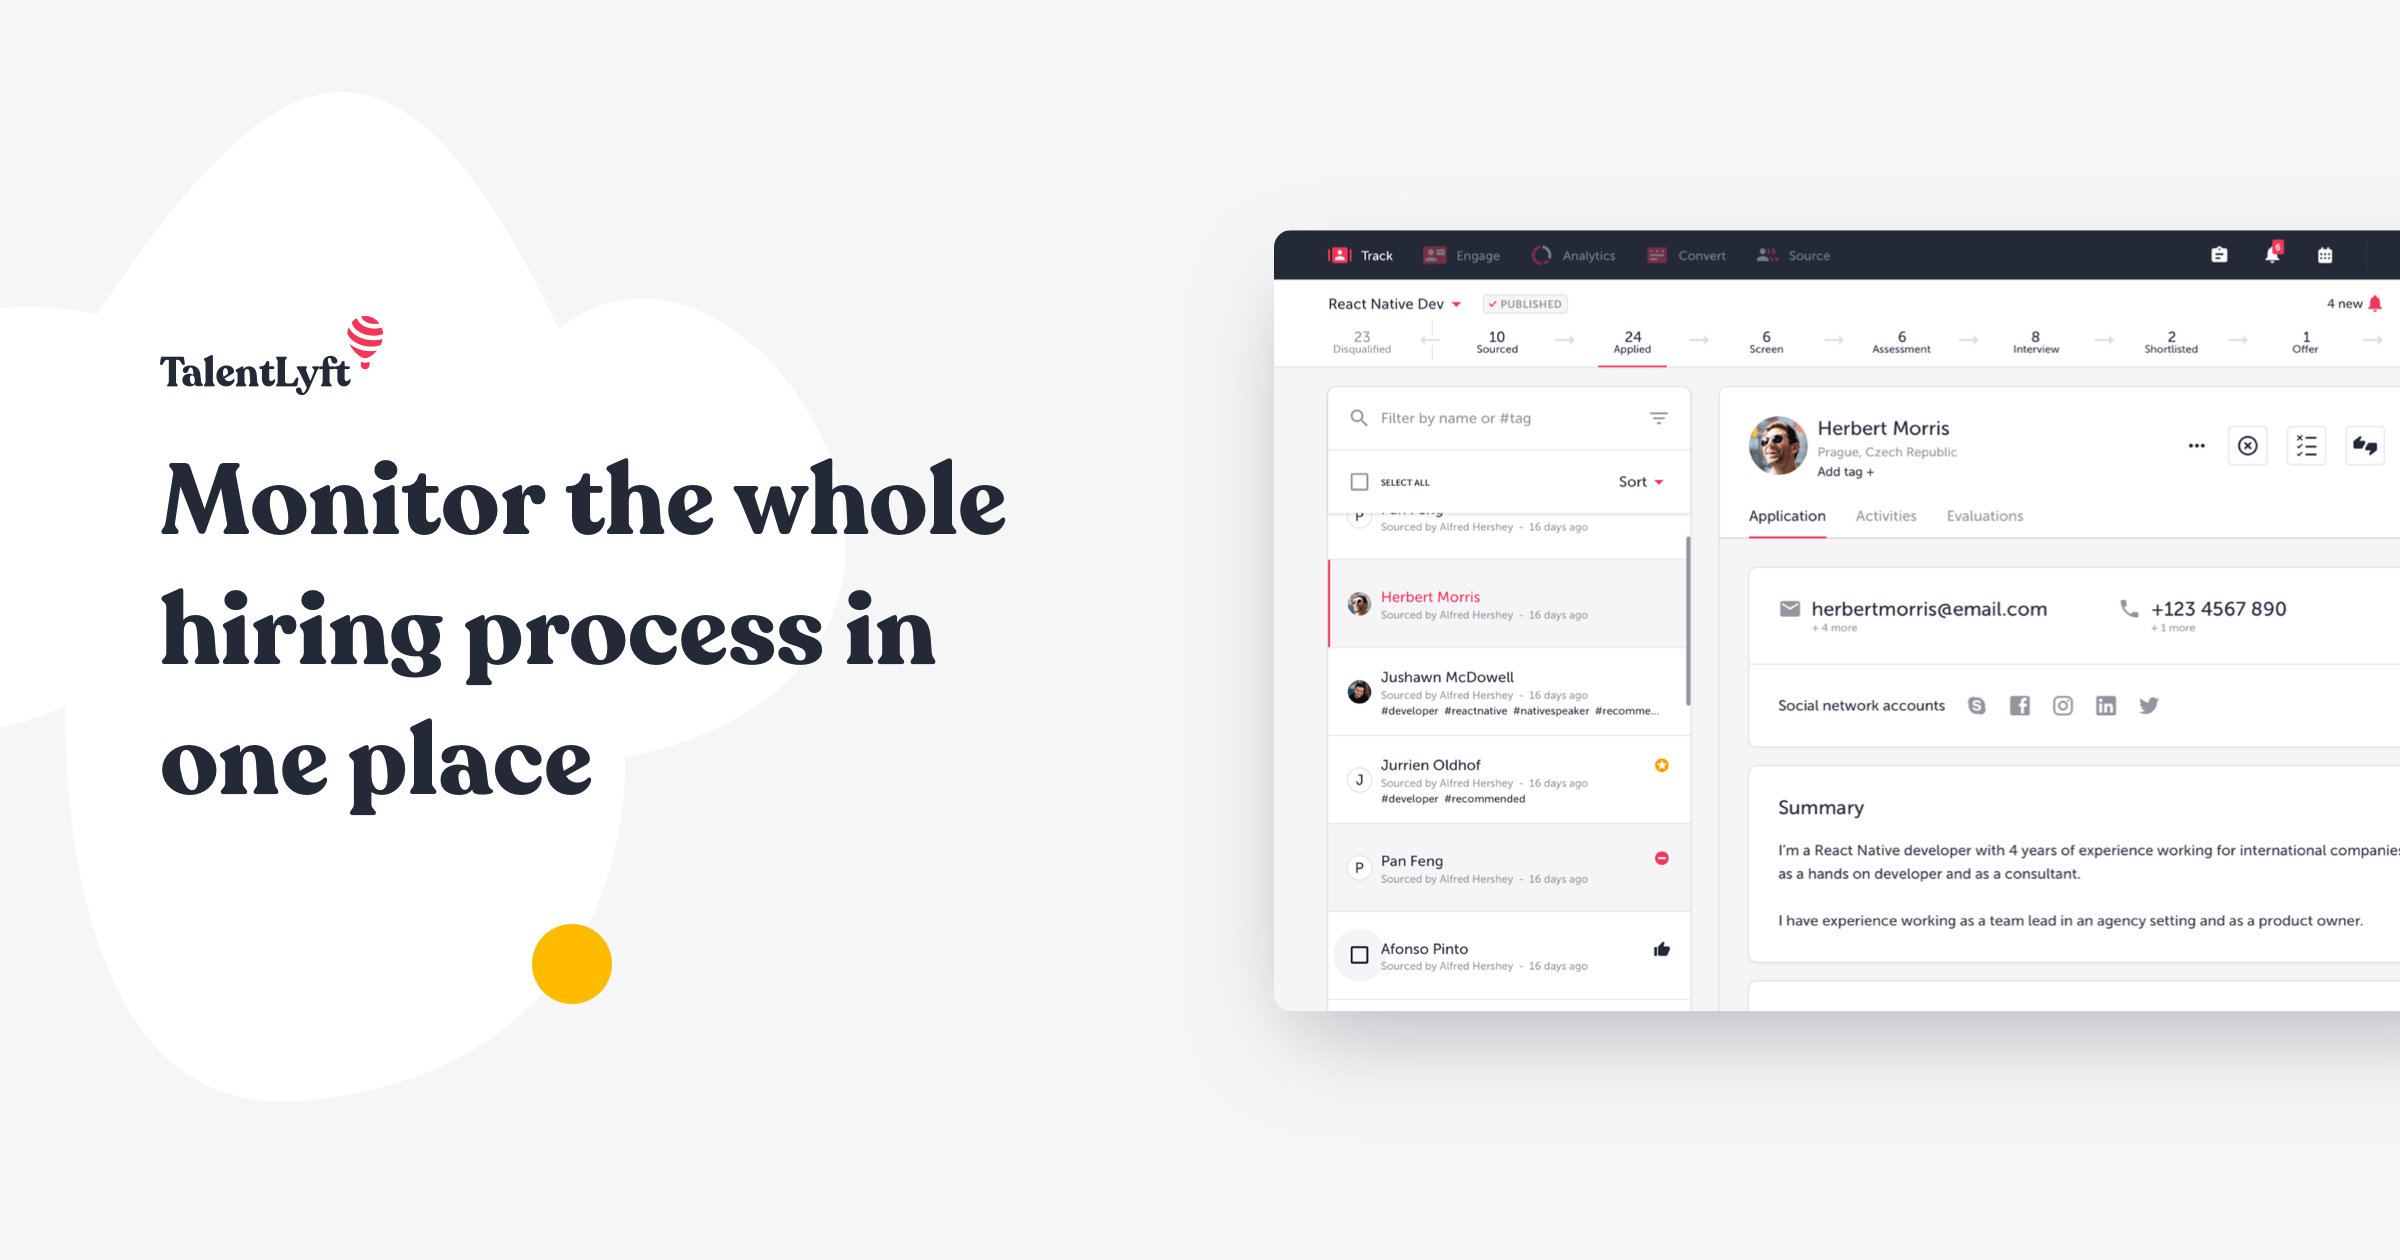 TalentLyft
Monitor the whole
hiring process in
one place
Track Engage Analytics Convert Source
6
React Native Dev PUBLISHED
4 new
23 10 24 6 6 8 2 1
Disqualified Sourced Applied Screen Assessment Interview Shortlisted Offer
Filter by name or #tag
SELECT ALL Sort
P
Sourced by Alfred Hershey - 16 days ago
Herbert Morris
Sourced by Alfred Hershey - 16 days ago
Jushawn McDowell
Sourced by Alfred Hershey - 16 days ago
#developer #reactnative #nativespeaker #recomme...
J Jurrien Oldhof
Sourced by Alfred Hershey - 16 days ago
#developer #recommended
P Pan Feng
Sourced by Alfred Hershey - 16 days ago
Afonso Pinto
Sourced by Alfred Hershey - 16 days ago
Herbert Morris
Prague, Czech Republic
Add tag +
Application Activities Evaluations
herbertmorris@email.com +123 4567 890
+ 4 more + 1 more
Social network accounts
Summary
I'm a React Native developer with 4 years of experience working for international companies
as a hands on developer and as a consultant.
I have experience working as a team lead in an agency setting and as a product owner.